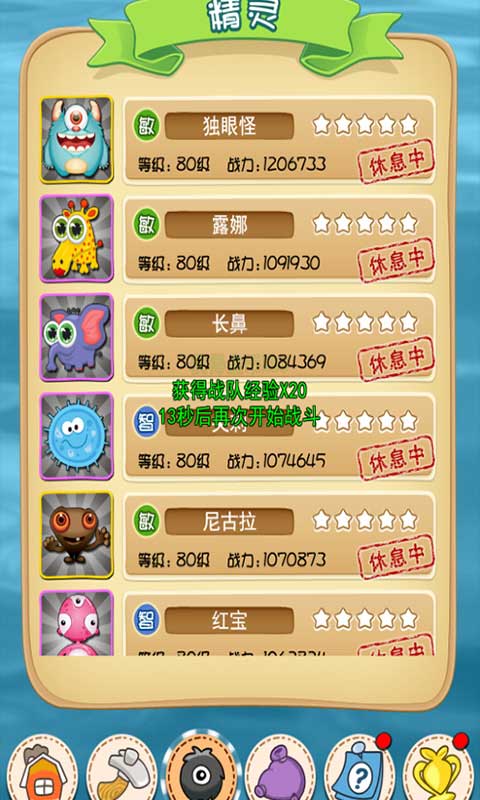 精灵
敏 独眼怪
等级: 80级 战力:1206733 休息中
敏 露娜
等级: 80级 战力:1091930 休息中
敏 长鼻
等级: 80级 战力:1084369 休息中
获得战队经验X20
13秒后再次开始战斗
智
等级: 80级 战力:1074645 休息中
敏 尼古拉
等级: 80级 战力:1070873 休息中
智 红宝
?